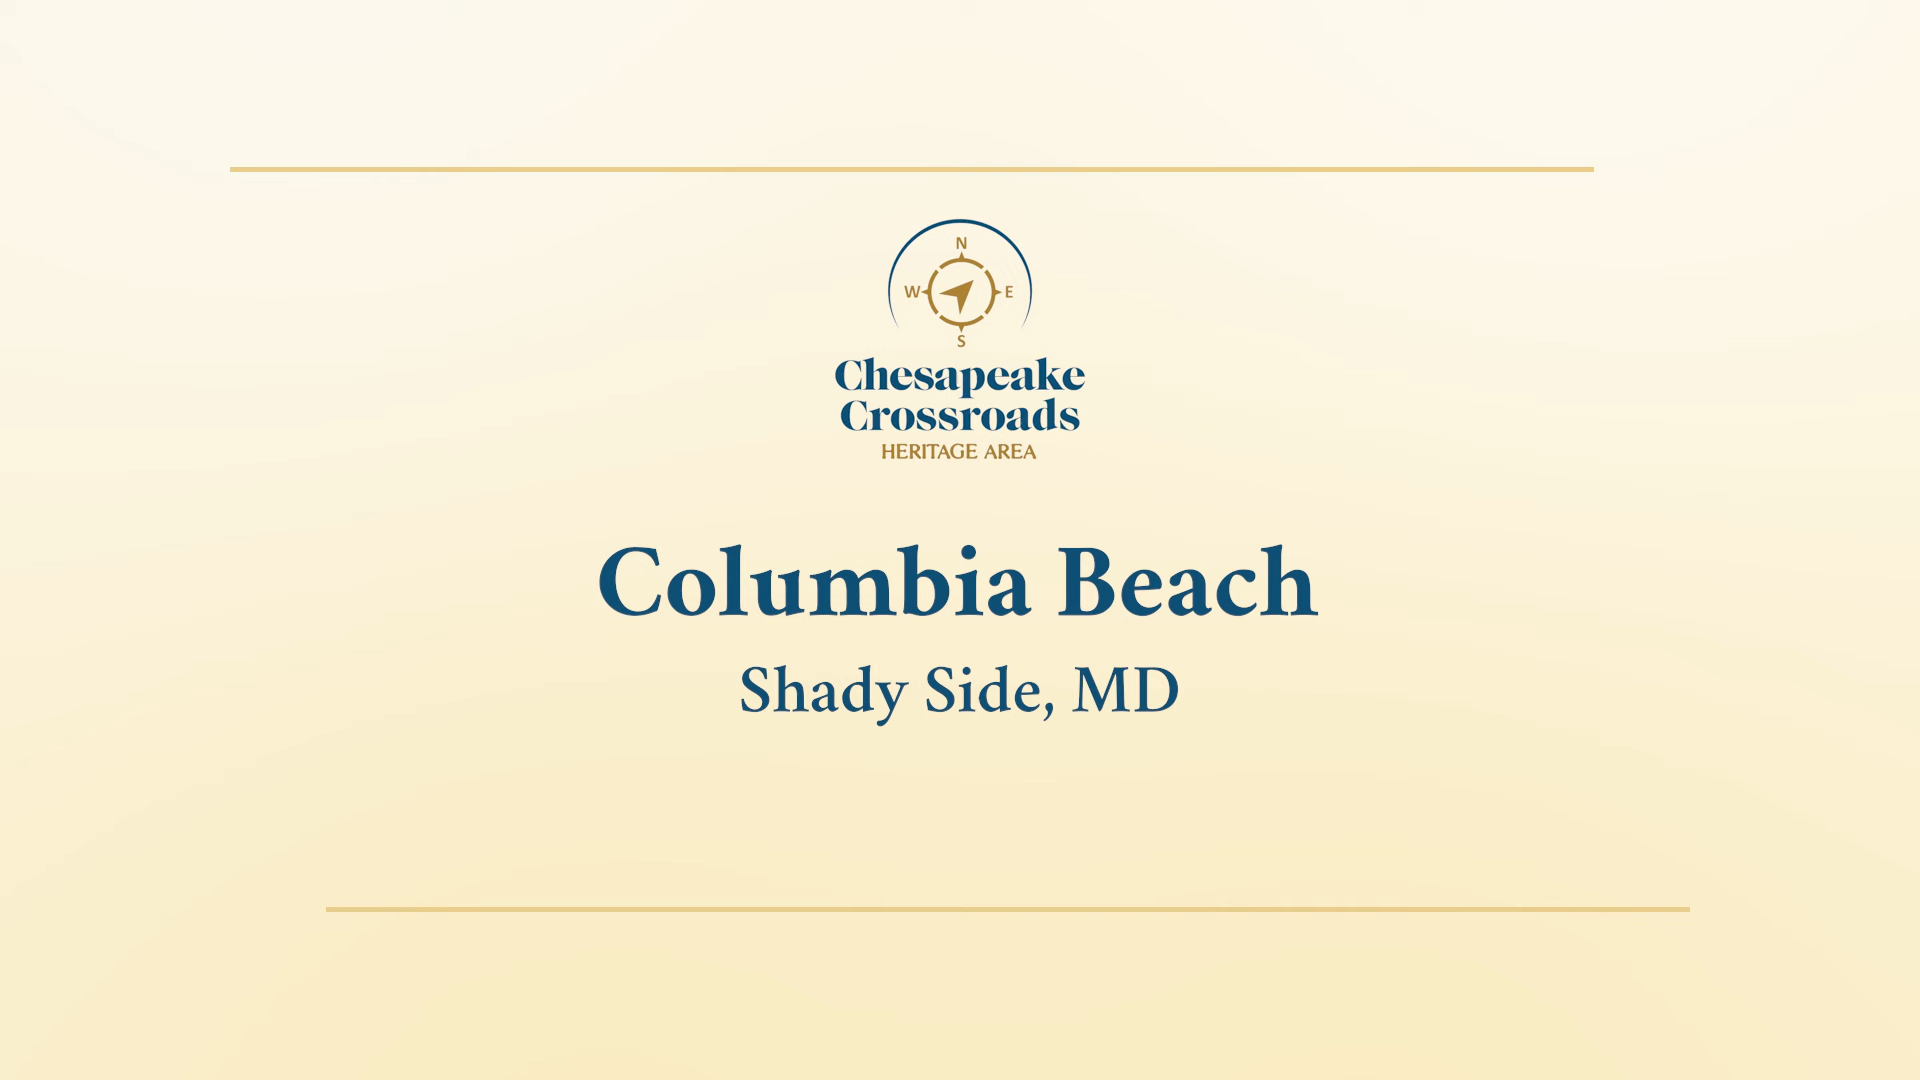 N
W E
S
Chesapeake
Crossroads
HERITAGE AREA
Columbia Beach
Shady Side, MD